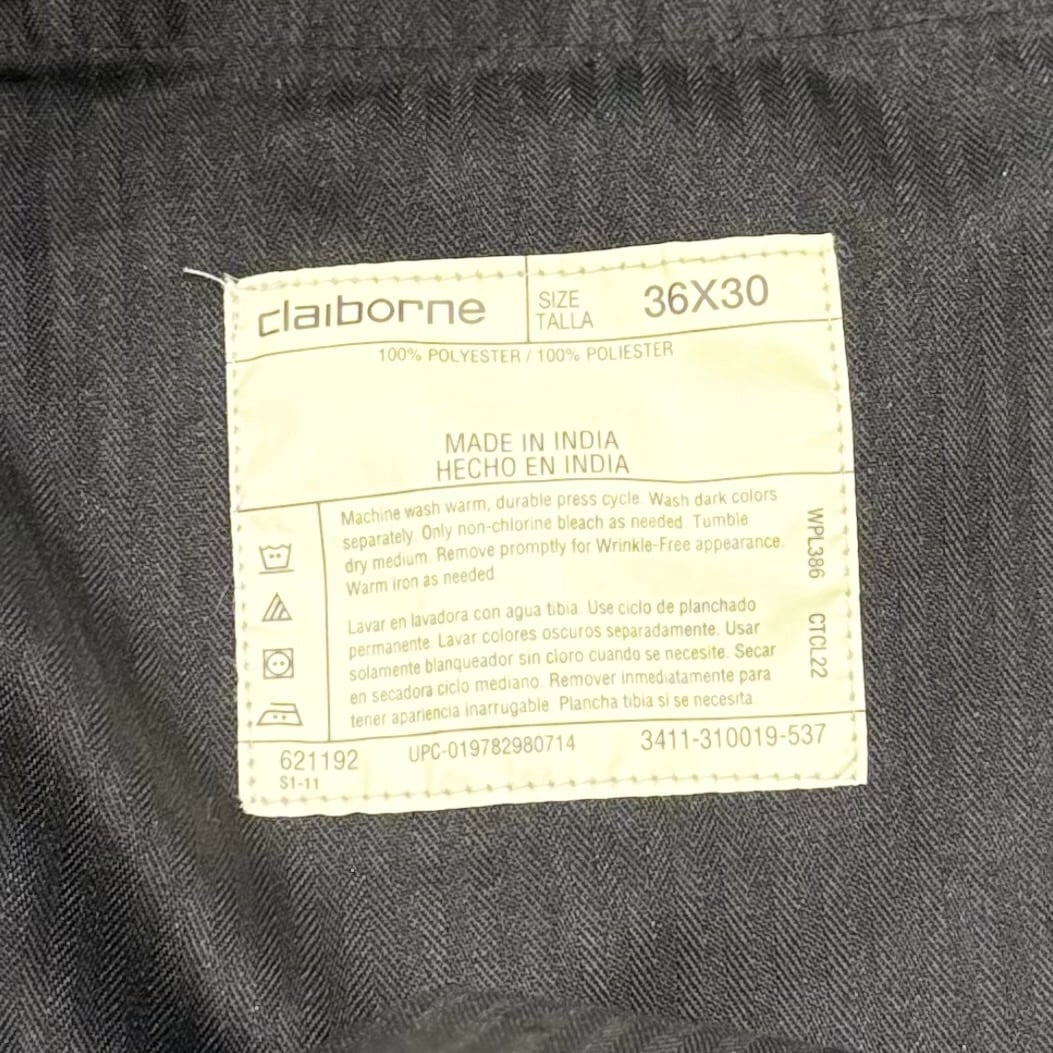 claiborne
SIZE
TALLA
36X30
100% POLYESTER / 100% POLIESTER
MADE IN INDIA
HECHO EN INDIA
Machine wash warm, durable press cycle. Wash dark colors
separately. Only non-chlorine bleach as needed. Tumble
dry medium. Remove promptly for Wrinkle-Free appearance.
Warm iron as needed
Lavar en lavadora con agua tibia. Use ciclo de planchado
permanente. Lavar colores oscuros separadamente. Usar
solamente blanqueador sin cloro cuando se necesite. Secar
en secadora ciclo mediano. Remover inmediatamente para
tener apariencia inarrugable. Plancha tibia si se necesita.
WPL386 CTCL22
621192
S1-11
UPC-019782980714
3411-310019-537